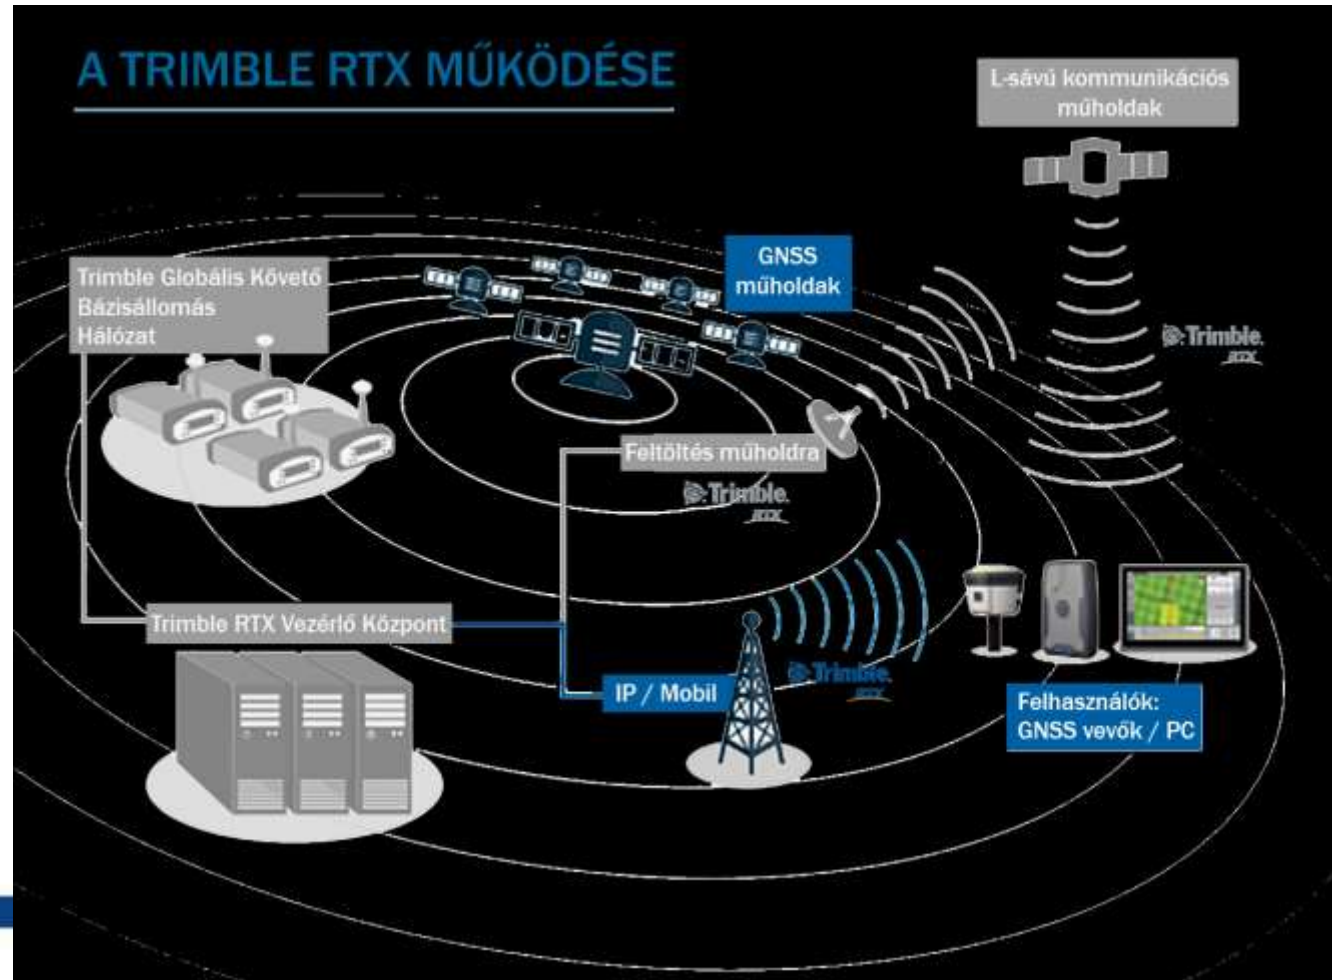 A TRIMBLE RTX MŰKÖDÉSE
L-sávú kommunikációs
műholdak
GNSS
műholdak
Trimble Globális Követő
Bázisállomás
Hálózat
Trimble.
RTX
Feltöltés műholdra
Trimble.
RTX
Trimble RTX Vezérlő Központ
IP / Mobil
Trimble.
RTX
Felhasználók:
GNSS vevők / PC